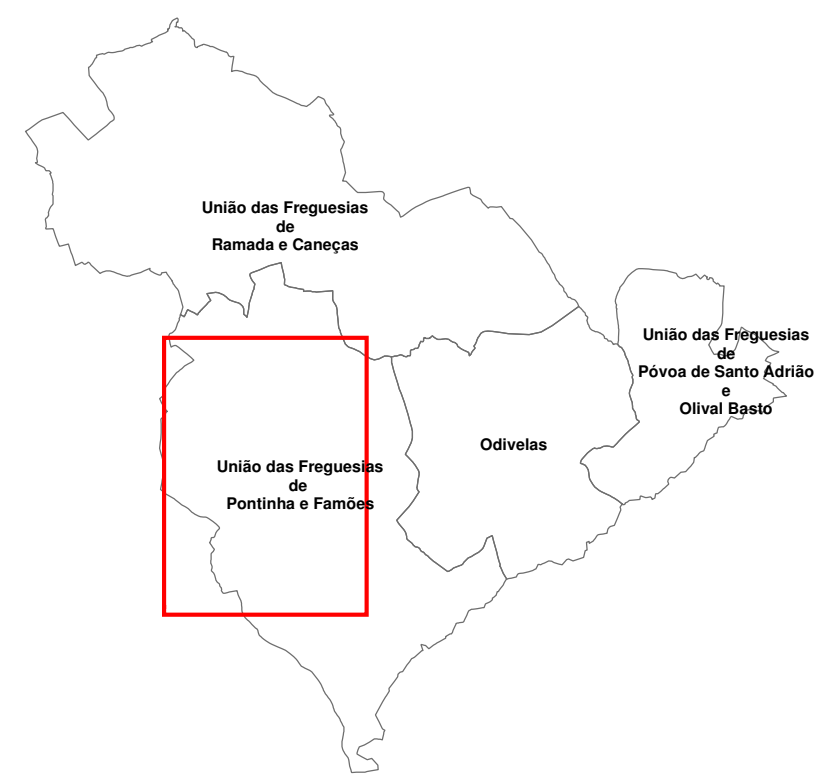 União das Freguesias
de
Ramada e Caneças
União das Freguesias
de
Póvoa de Santo Adrião
e
Olival Basto
Odivelas
União das Freguesias
de
Pontinha e Famões